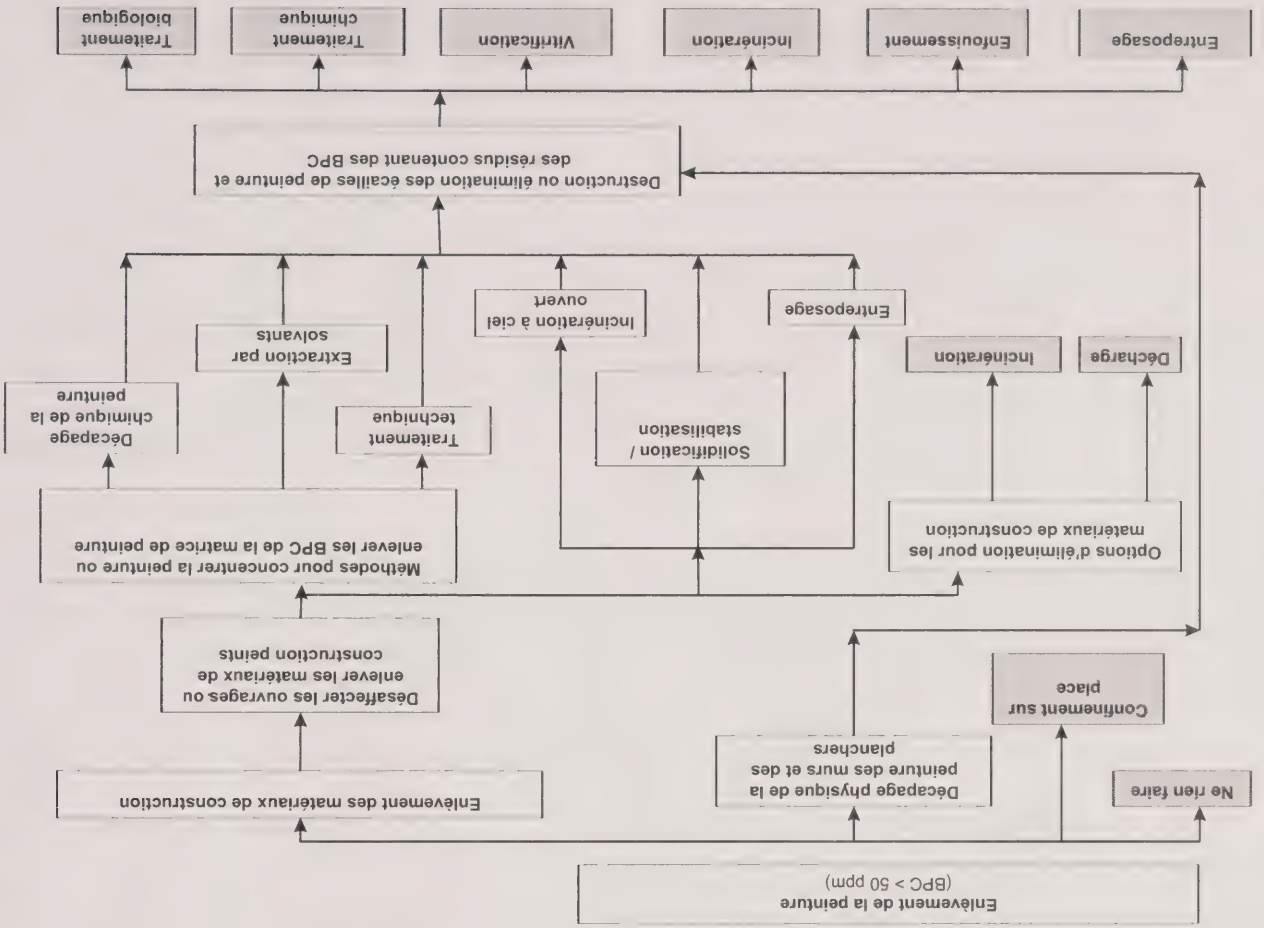 Enlèvement de la peinture
(BPC > 50 ppm)
Ne rien faire
Confinement sur
place
Décapage physique de la
peinture des murs et des
planchers
Enlèvement des matériaux de construction
Désaffecter les ouvrages ou
enlever les matériaux de
construction peints
Options d'élimination pour les
matériaux de construction
Méthodes pour concentrer la peinture ou
enlever les BPC de la matrice de peinture
Décharge
Incinération
Entreposage
Solidification /
stabilisation
Incinération à ciel
ouvert
Traitement
technique
Extraction par
solvants
Décapage
chimique de la
peinture
Destruction ou élimination des écailles de peinture et
des résidus contenant des BPC
Entreposage
Enfouissement
Incinération
Vitrification
Traitement
chimique
Traitement
biologique